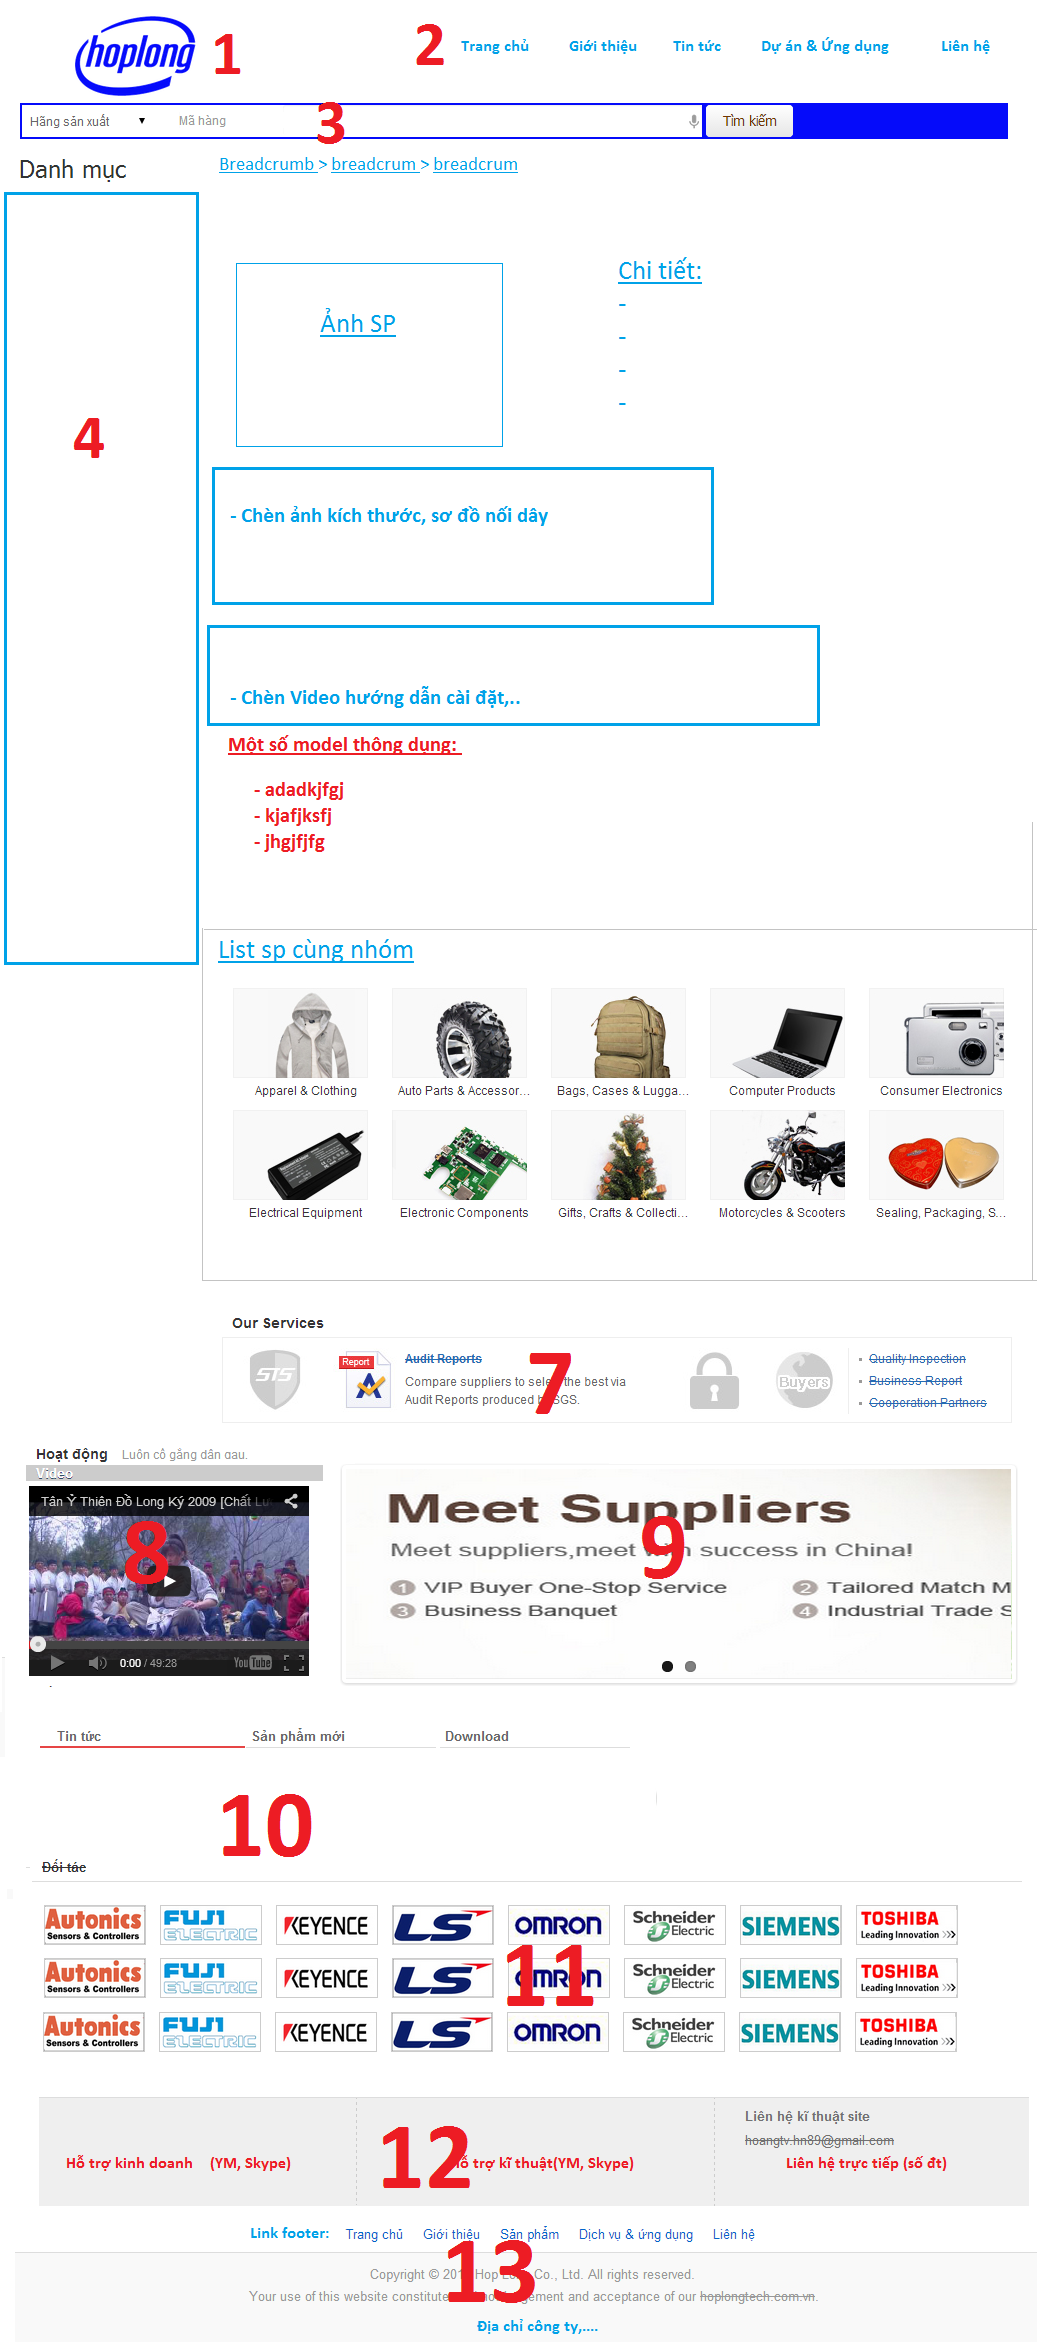 hoplong
1
2
Trang chủ Giới thiệu Tin tức Dự án & Ứng dụng Liên hệ
Hãng sản xuất Mã hàng 3 Tìm kiếm
Danh mục
Breadcrumb > breadcrum > breadcrum
4
Ảnh SP
Chi tiết:
-
-
-
-
- Chèn ảnh kích thước, sơ đồ nối dây
- Chèn Video hướng dẫn cài đặt,..
Một số model thông dụng:
- adadkjfgj
- kjafjksfj
- jhgjfjfg
List sp cùng nhóm
Apparel & Clothing Auto Parts & Accessor... Bags, Cases & Lugga... Computer Products Consumer Electronics
Electrical Equipment Electronic Components Gifts, Crafts & Collecti... Motorcycles & Scooters Sealing, Packaging, S...
Our Services
STS
Report
Audit Reports
Compare suppliers to select the best via
Audit Reports produced by SGS.
7
Buyers
Quality Inspection
Business Report
Cooperation Partners
Hoạt động Luôn cố gắng dẫn đầu.
Video
Tân Ỷ Thiên Đồ Long Ký 2009 [Chất Lư
8
0:00 / 49:28 YouTube
Meet Suppliers
Meet suppliers,meet with success in China!
9
1 VIP Buyer One-Stop Service 2 Tailored Match M
3 Business Banquet 4 Industrial Trade S
Tin tức Sản phẩm mới Download
10
Đối tác
Autonics Sensors & Controllers FUJI ELECTRIC KEYENCE LS OMRON Schneider Electric SIEMENS TOSHIBA Leading Innovation >>>
Autonics Sensors & Controllers FUJI ELECTRIC KEYENCE LS OMRON Schneider Electric SIEMENS TOSHIBA Leading Innovation >>>
11
Autonics Sensors & Controllers FUJI ELECTRIC KEYENCE LS OMRON Schneider Electric SIEMENS TOSHIBA Leading Innovation >>>
Liên hệ kĩ thuật site
hoangtv.hn89@gmail.com
12
Hỗ trợ kinh doanh (YM, Skype) Hỗ trợ kĩ thuật(YM, Skype) Liên hệ trực tiếp (số đt)
Link footer: Trang chủ Giới thiệu Sản phẩm Dịch vụ & ứng dụng Liên hệ
13
Copyright © Hop Long Co., Ltd. All rights reserved.
Your use of this website constitutes acknowledgement and acceptance of our hoplongtech.com.vn.
Địa chỉ công ty,....